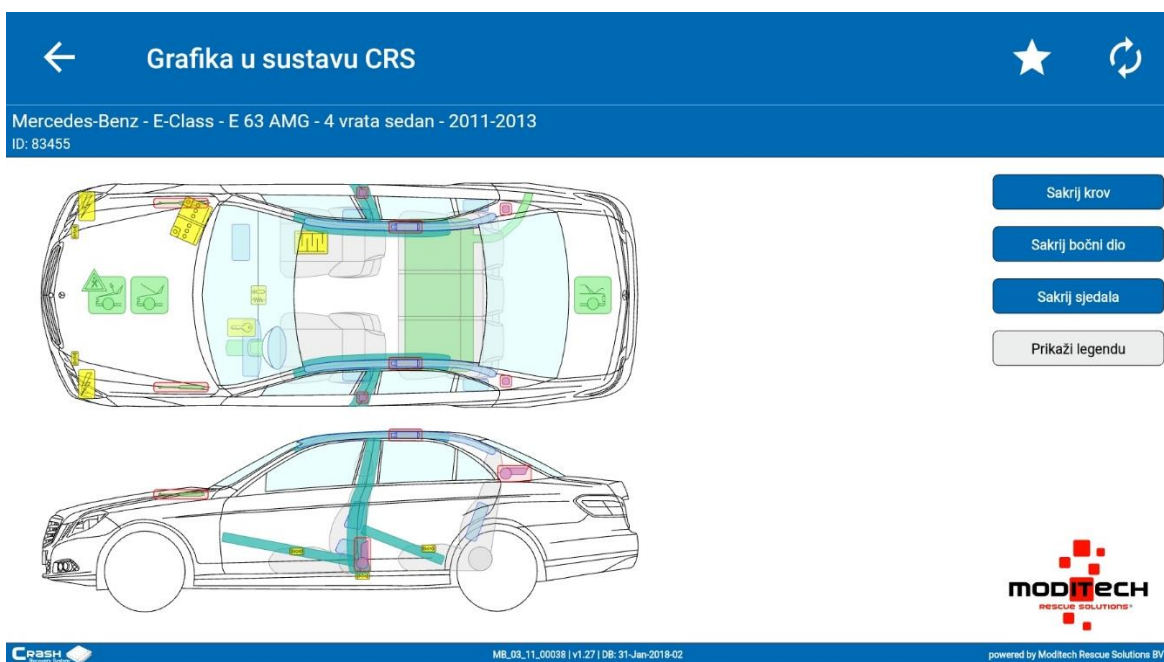 Grafika u sustavu CRS
Mercedes-Benz - E-Class - E 63 AMG - 4 vrata sedan - 2011-2013
ID: 83455
Sakrij krov
Sakrij bočni dio
Sakrij sjedala
Prikaži legendu
MODITECH
RESCUE SOLUTIONS
CRASH
Recovery System
MB_03_11_00038 | v1.27 | DB: 31-Jan-2018-02
powered by Moditech Rescue Solutions BV